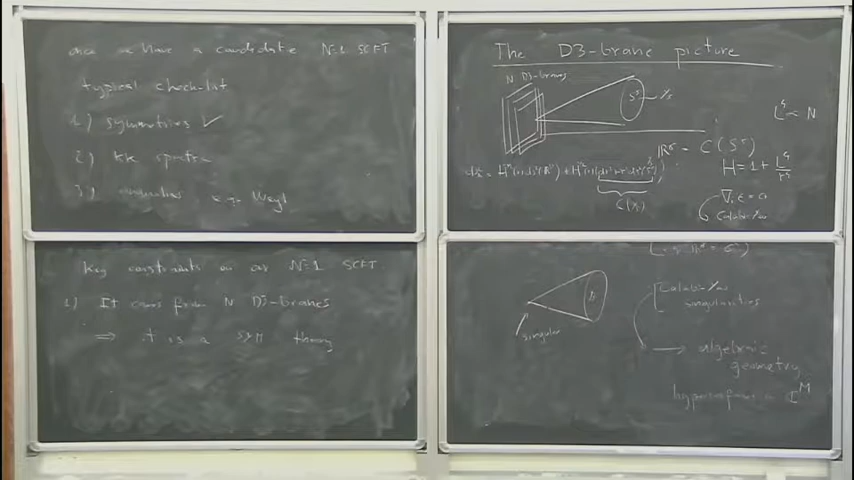 once we have a candidate N=1 SCFT
typical check-list
1) symmetries ✓
2) KK spectra
3) anomalies e.g. Weyl
Key constraints on our N=1 SCFT
1) It comes from N D3-branes
⇒ it is a SYM theory
The D3-brane picture
N D3-branes
S⁵ Y₅
L⁴ ~ N
ℝ⁶ = C(S⁵)
H = 1 + L⁴/r⁴
C(Y₅)
Calabi-Yau
singular
Calabi-Yau
singularities
→ algebraic
geometry
ℂᴹ